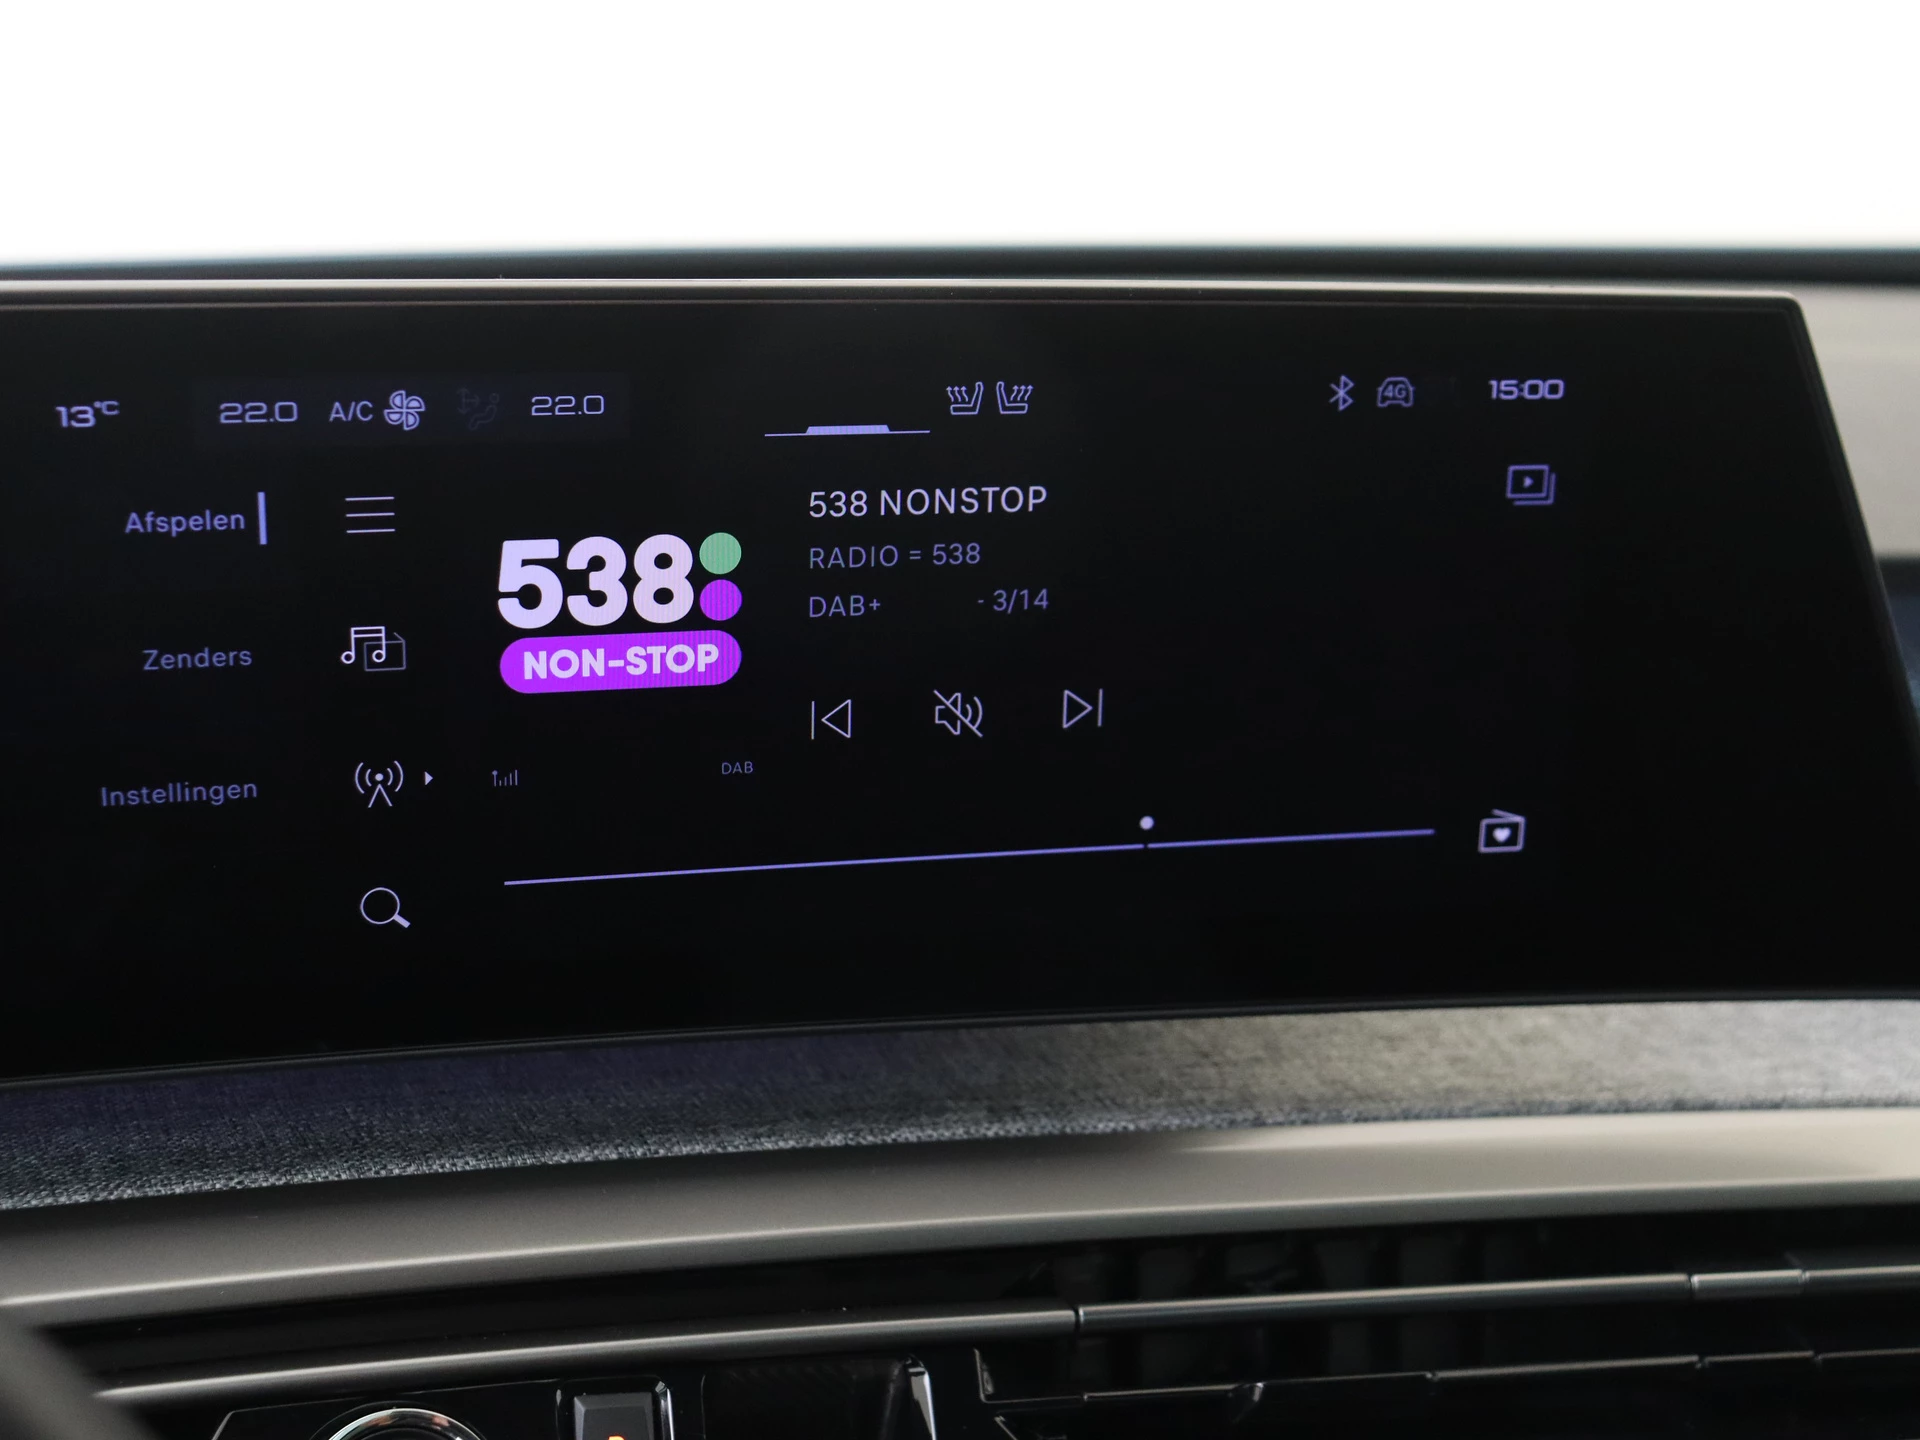 13°C 22.0 A/C 22.0 4G 15:00
Afspelen
Zenders
Instellingen
538
NON-STOP
538 NONSTOP
RADIO = 538
DAB+ - 3/14
DAB